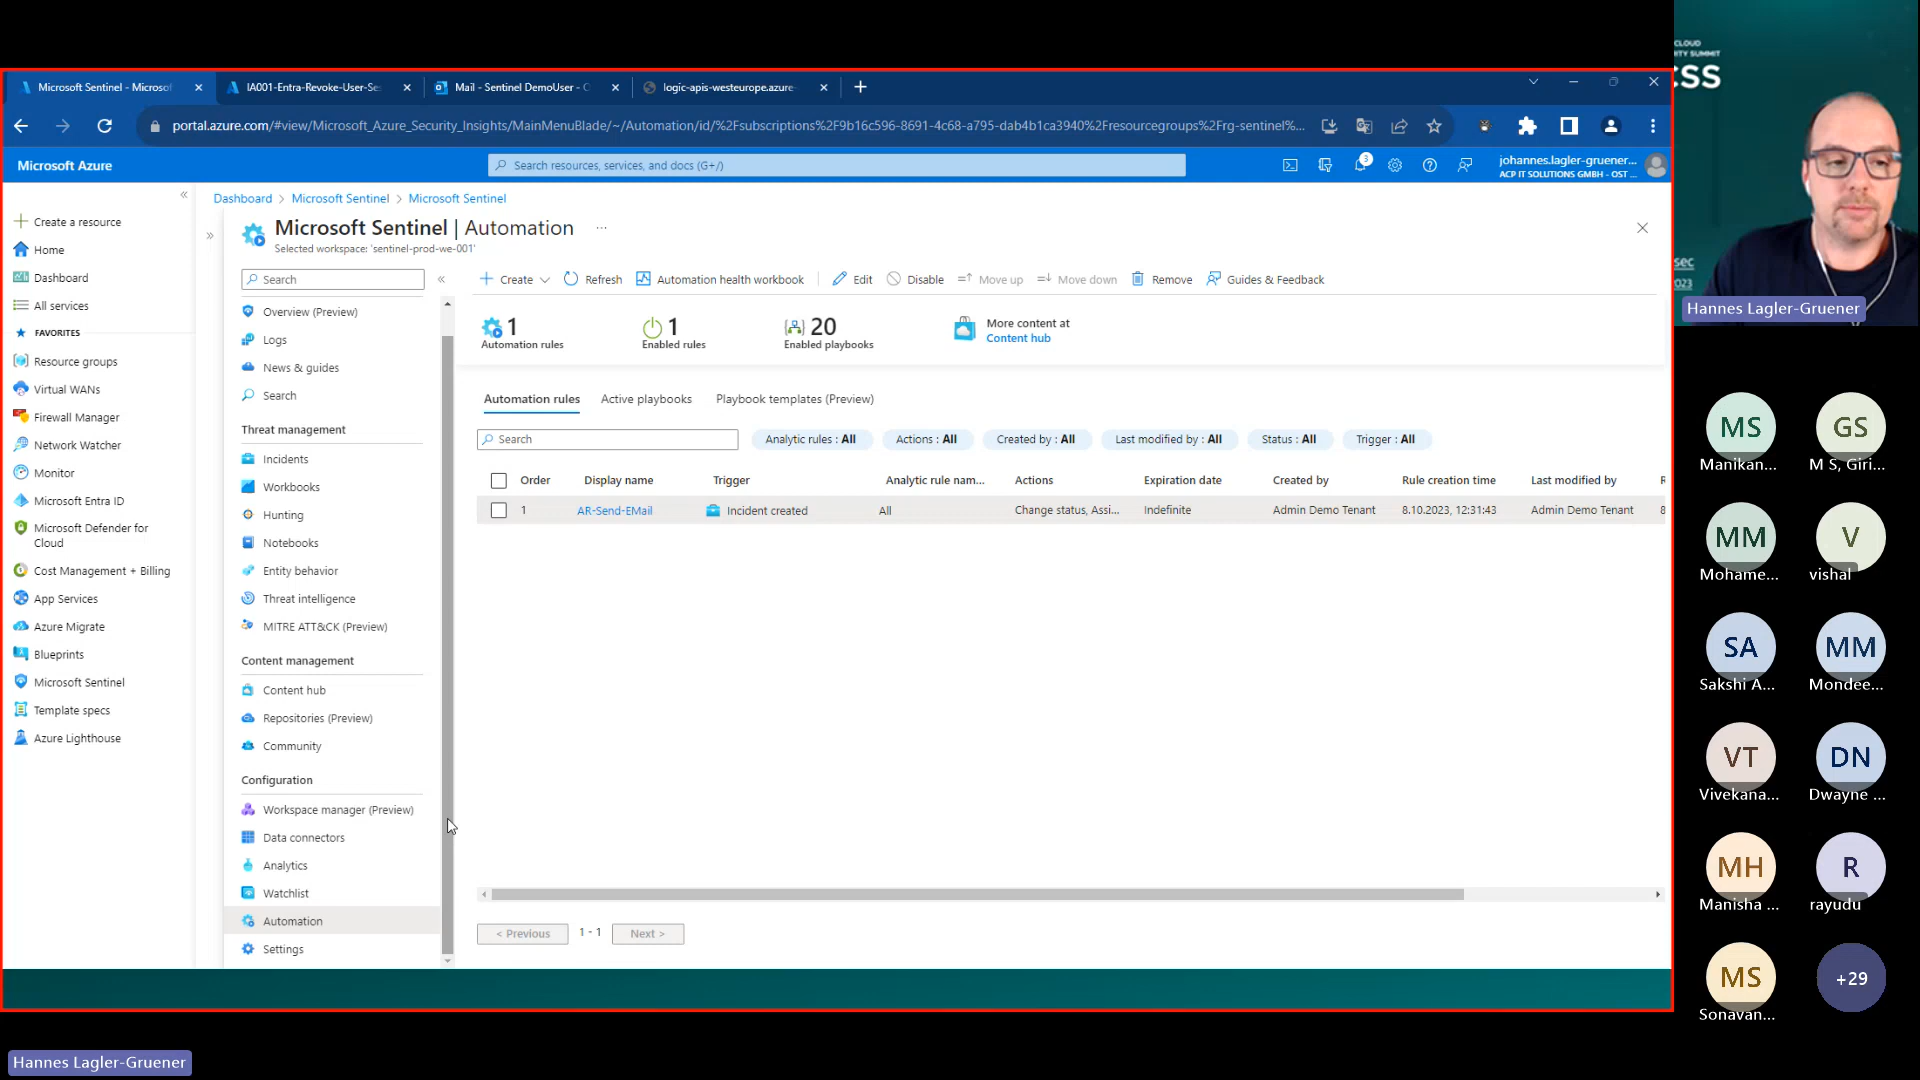 Microsoft Sentinel - Microsof
IA001-Entra-Revoke-User-Se
Mail - Sentinel DemoUser - O
logic-apis-westeurope.azure-
portal.azure.com/#view/Microsoft_Azure_Security_Insights/MainMenuBlade/~/Automation/id/%2Fsubscriptions%2F9b16c596-8691-4c68-a795-dab4b1ca3940%2Fresourcegroups%2Frg-sentinel%...
Microsoft Azure
Search resources, services, and docs (G+/)
3
johannes.lagler-gruener...
ACP IT SOLUTIONS GMBH - OST ...
Create a resource
Home
Dashboard
All services
FAVORITES
Resource groups
Virtual WANs
Firewall Manager
Network Watcher
Monitor
Microsoft Entra ID
Microsoft Defender for
Cloud
Cost Management + Billing
App Services
Azure Migrate
Blueprints
Microsoft Sentinel
Template specs
Azure Lighthouse
Dashboard > Microsoft Sentinel > Microsoft Sentinel
Microsoft Sentinel | Automation ...
Selected workspace: 'sentinel-prod-we-001'
Search
Overview (Preview)
Logs
News & guides
Search
Threat management
Incidents
Workbooks
Hunting
Notebooks
Entity behavior
Threat intelligence
MITRE ATT&CK (Preview)
Content management
Content hub
Repositories (Preview)
Community
Configuration
Workspace manager (Preview)
Data connectors
Analytics
Watchlist
Automation
Settings
Create
Refresh
Automation health workbook
Edit
Disable
Move up
Move down
Remove
Guides & Feedback
1
Automation rules
1
Enabled rules
20
Enabled playbooks
More content at
Content hub
Automation rules
Active playbooks
Playbook templates (Preview)
Search
Analytic rules : All
Actions : All
Created by : All
Last modified by : All
Status : All
Trigger : All
Order Display name Trigger Analytic rule nam... Actions Expiration date Created by Rule creation time Last modified by
1 AR-Send-EMail Incident created All Change status, Assi... Indefinite Admin Demo Tenant 8.10.2023, 12:31:43 Admin Demo Tenant 8
< Previous
1 - 1
Next >
CLOUD
ITY SUMMIT
CSS
sec
023
Hannes Lagler-Gruener
MS
Manikan...
GS
M S, Giri...
MM
Mohame...
V
vishal
SA
Sakshi A...
MM
Mondee...
VT
Vivekana...
DN
Dwayne ...
MH
Manisha ...
R
rayudu
MS
Sonavan...
+29
Hannes Lagler-Gruener